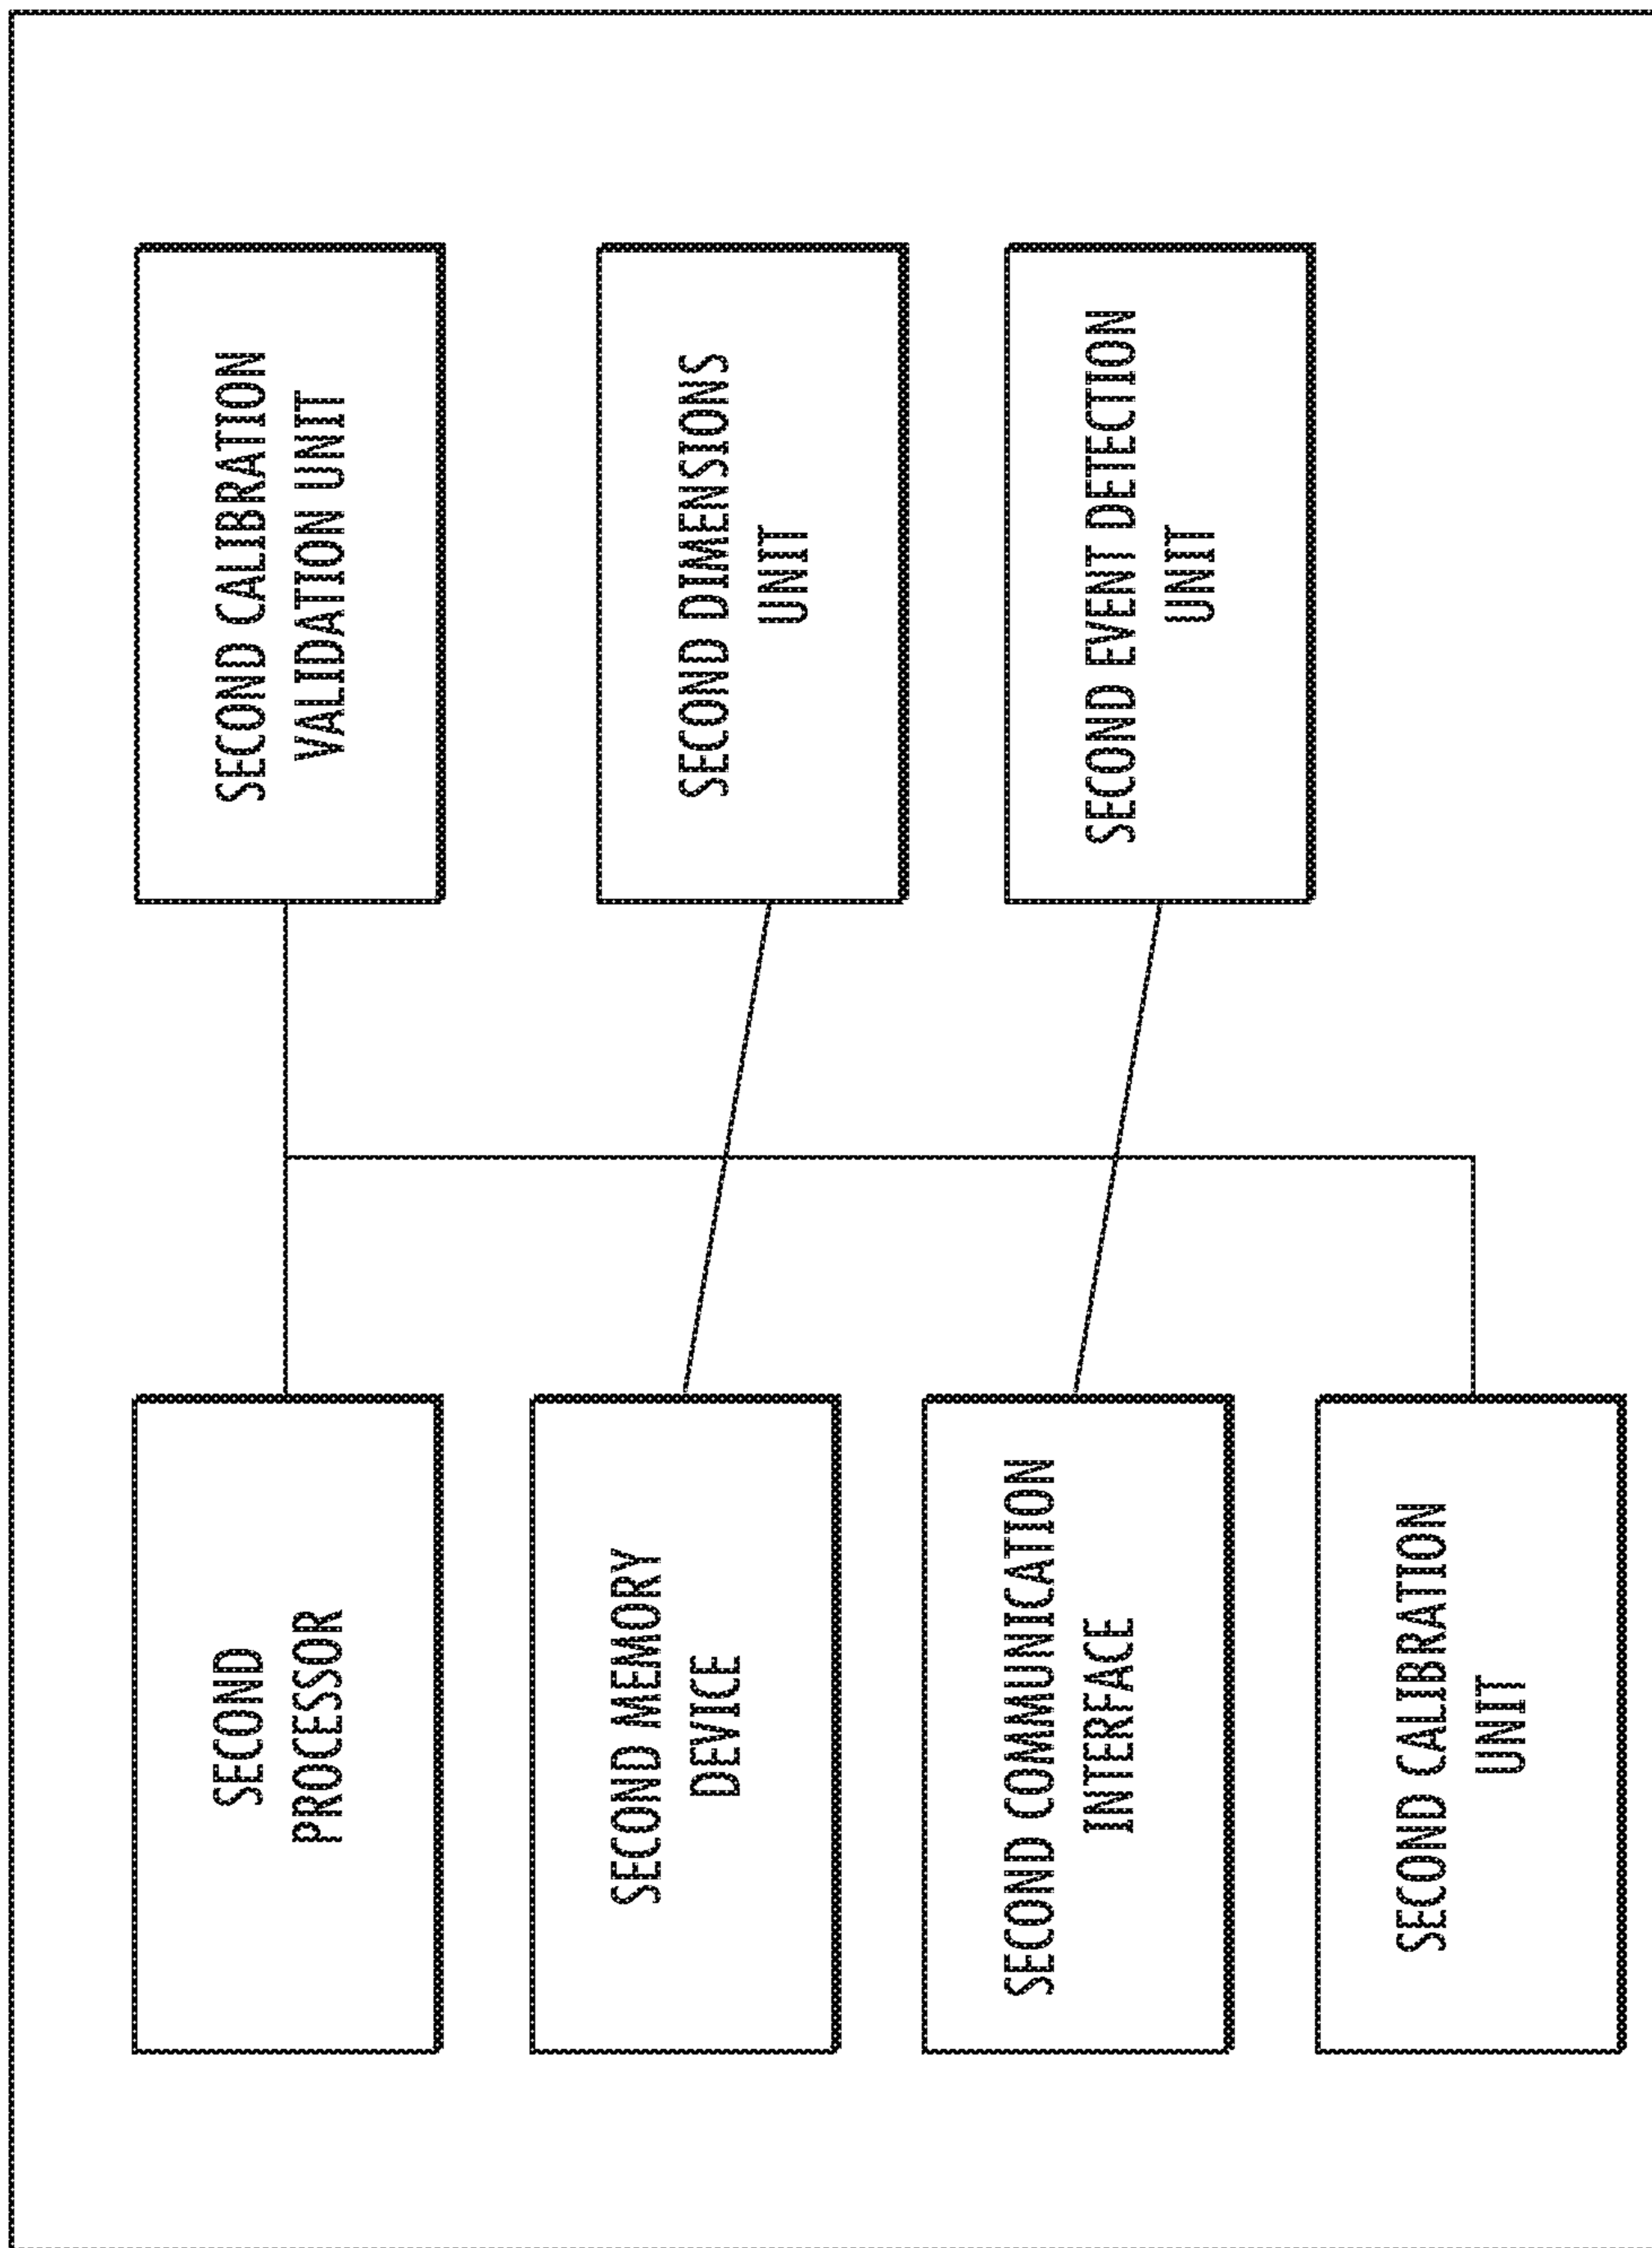 SECOND
PROCESSOR
SECOND MEMORY
DEVICE
SECOND COMMUNICATION
INTERFACE
SECOND CALIBRATION
UNIT
SECOND CALIBRATION
VALIDATION UNIT
SECOND DIMENSIONS
UNIT
SECOND EVENT DETECTION
UNIT